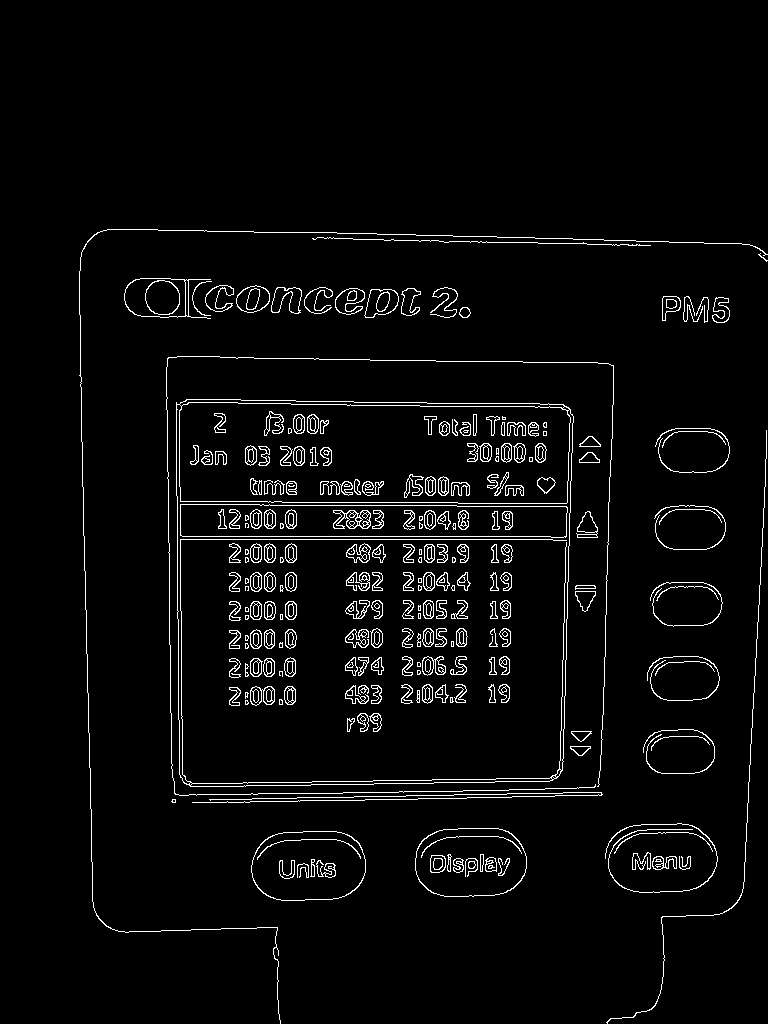 concept 2.
PM5
2 /3:00r Total Time:
Jan 03 2019 30:00.0
time meter /500m s/m
12:00.0 2883 2:04.8 19
2:00.0 484 2:03.9 19
2:00.0 482 2:04.4 19
2:00.0 479 2:05.2 19
2:00.0 480 2:05.0 19
2:00.0 474 2:06.5 19
2:00.0 483 2:04.2 19
r99
Units Display Menu